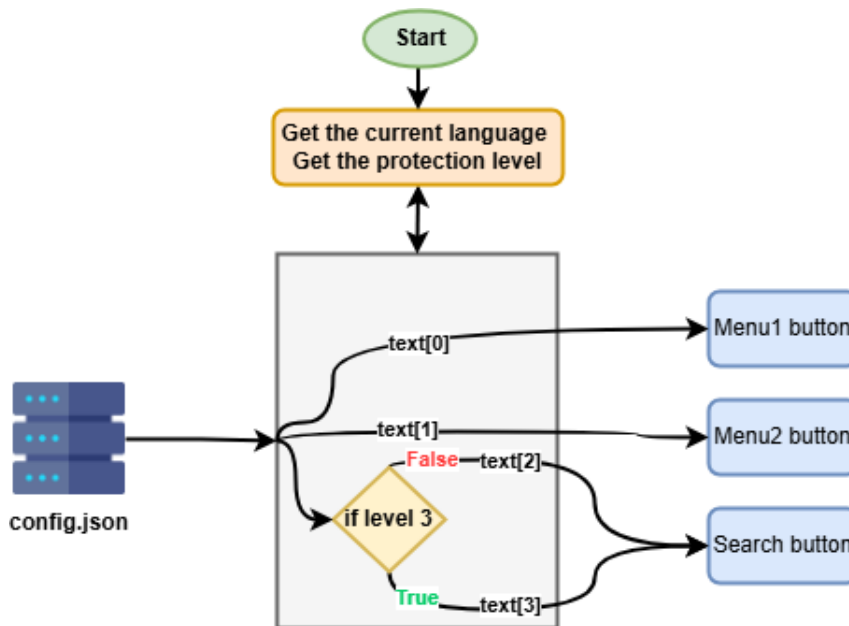 Start
Get the current language
Get the protection level
text[0]
Menu1 button
text[1]
Menu2 button
False
text[2]
if level 3
config.json
Search button
True
text[3]